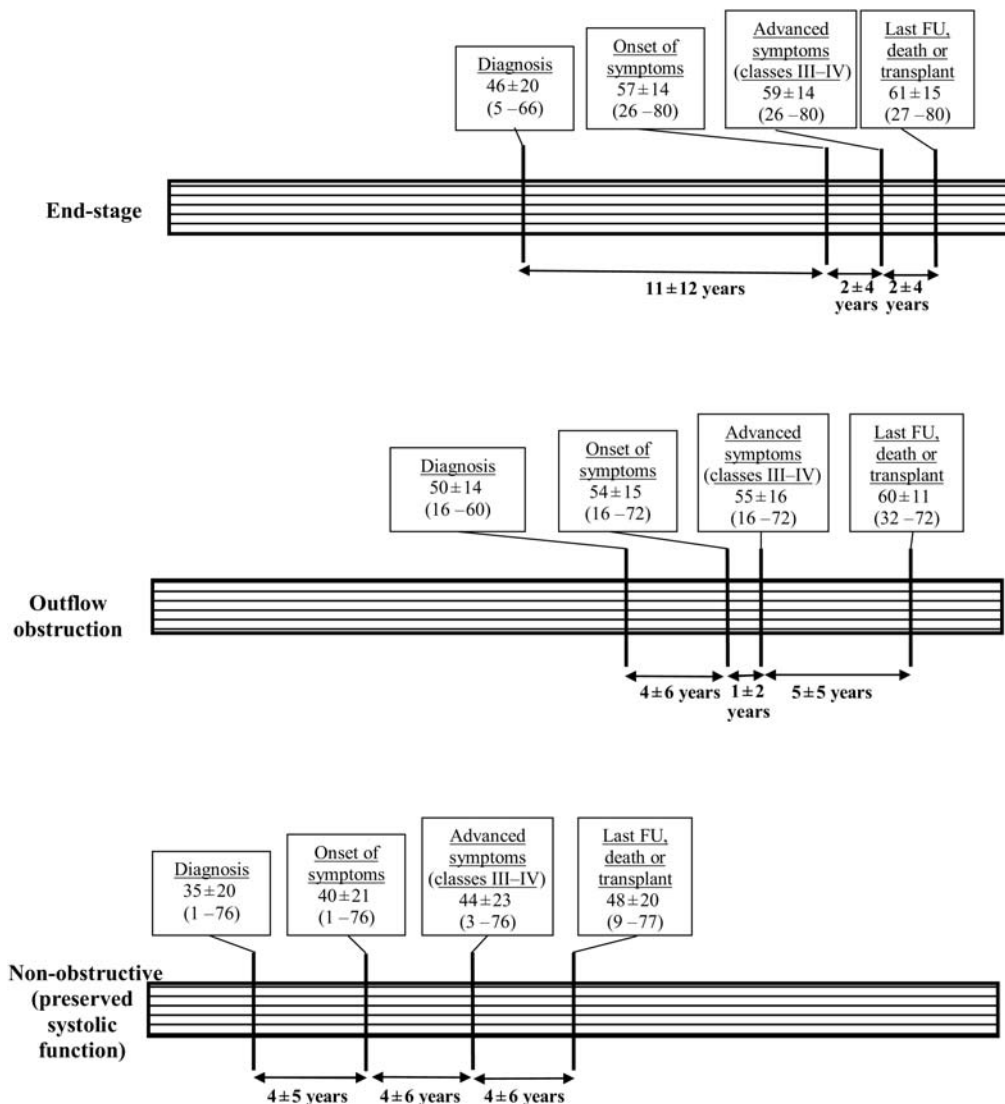 Diagnosis
46±20
(5 –66)
Onset of
symptoms
57±14
(26 –80)
Advanced
symptoms
(classes III–IV)
59±14
(26 –80)
Last FU,
death or
transplant
61±15
(27 –80)
End-stage
11±12 years
2±4
years
2±4
years
Diagnosis
50±14
(16 –60)
Onset of
symptoms
54±15
(16 –72)
Advanced
symptoms
(classes III–IV)
55±16
(16 –72)
Last FU,
death or
transplant
60±11
(32 –72)
Outflow
obstruction
4±6 years
1±2
years
5±5 years
Diagnosis
35±20
(1 –76)
Onset of
symptoms
40±21
(1 –76)
Advanced
symptoms
(classes III–IV)
44±23
(3 –76)
Last FU,
death or
transplant
48±20
(9 –77)
Non-obstructive
(preserved
systolic
function)
4±5 years
4±6 years
4±6 years